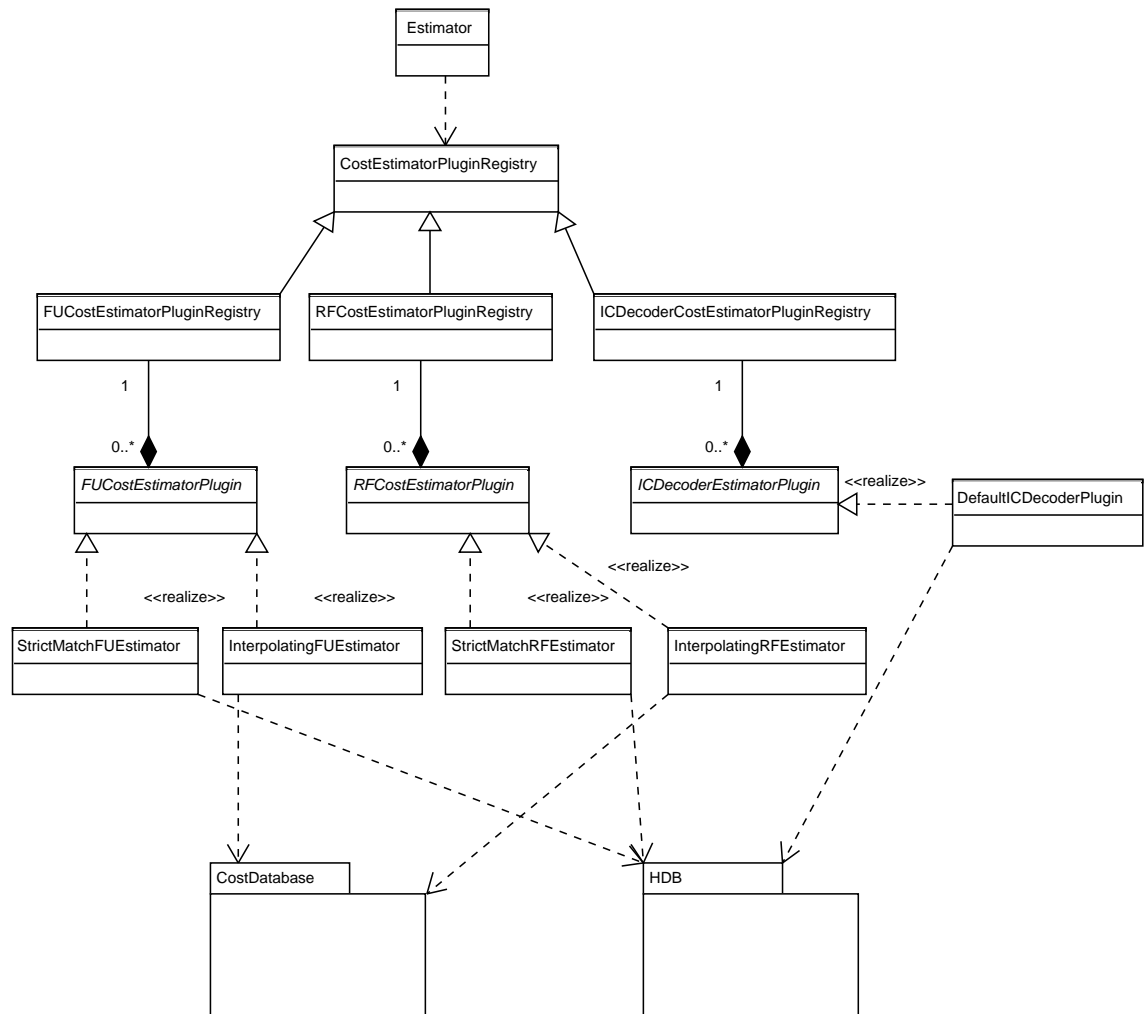 Estimator
CostEstimatorPluginRegistry
FUCostEstimatorPluginRegistry
RFCostEstimatorPluginRegistry
ICDecoderCostEstimatorPluginRegistry
1
1
1
0..*
0..*
0..*
FUCostEstimatorPlugin
RFCostEstimatorPlugin
ICDecoderEstimatorPlugin
<<realize>>
DefaultICDecoderPlugin
<<realize>>
<<realize>>
<<realize>>
<<realize>>
StrictMatchFUEstimator
InterpolatingFUEstimator
StrictMatchRFEstimator
InterpolatingRFEstimator
CostDatabase
HDB